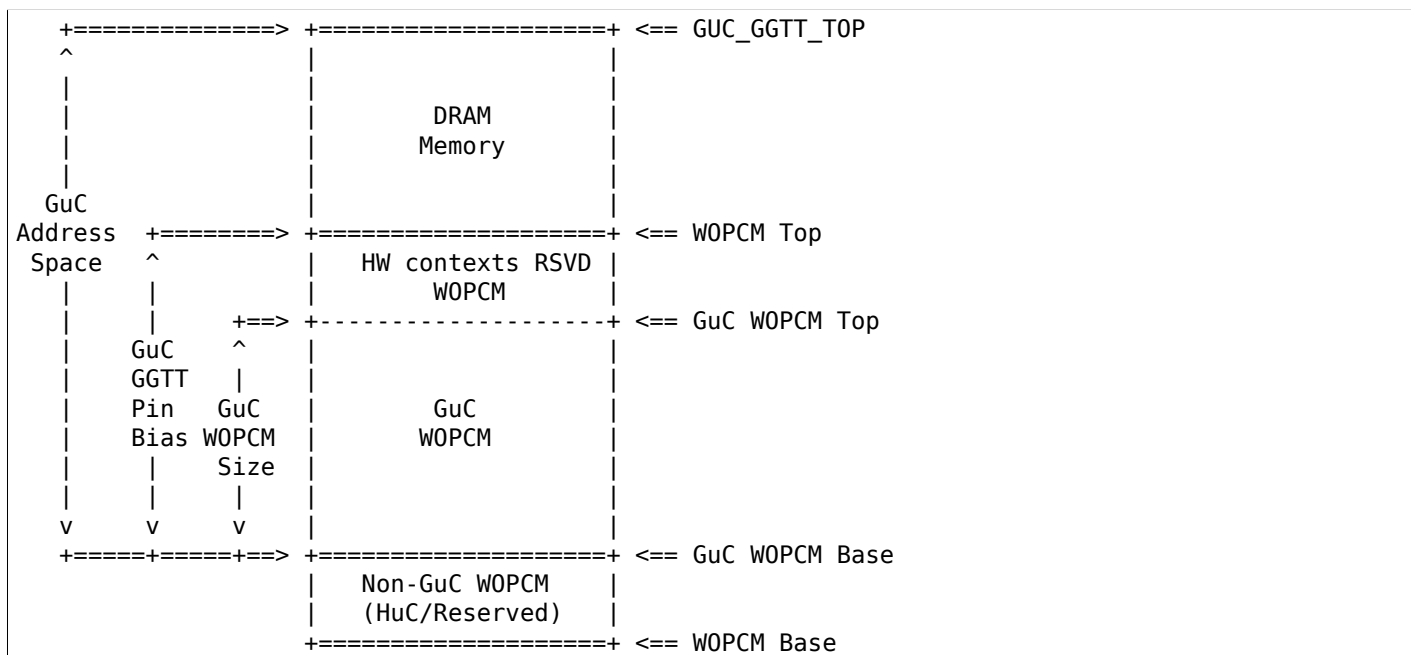 +==============> +====================+ <== GUC_GGTT_TOP
^                |                    |
|                |                    |
|                |        DRAM        |
|                |       Memory       |
|                |                    |
GuC               |                    |
Address  +========> +====================+ <== WOPCM Top
Space   ^          |   HW contexts RSVD |
|     |          |        WOPCM       |
|     |     +==> +--------------------+ <== GuC WOPCM Top
|    GuC    ^    |                    |
|    GGTT   |    |                    |
|    Pin   GuC   |        GuC         |
|    Bias WOPCM  |       WOPCM        |
|     |    Size  |                    |
|     |     |    |                    |
v     v     v    |                    |
+=====+=====+==> +====================+ <== GuC WOPCM Base
|   Non-GuC WOPCM    |
|   (HuC/Reserved)   |
+====================+ <== WOPCM Base